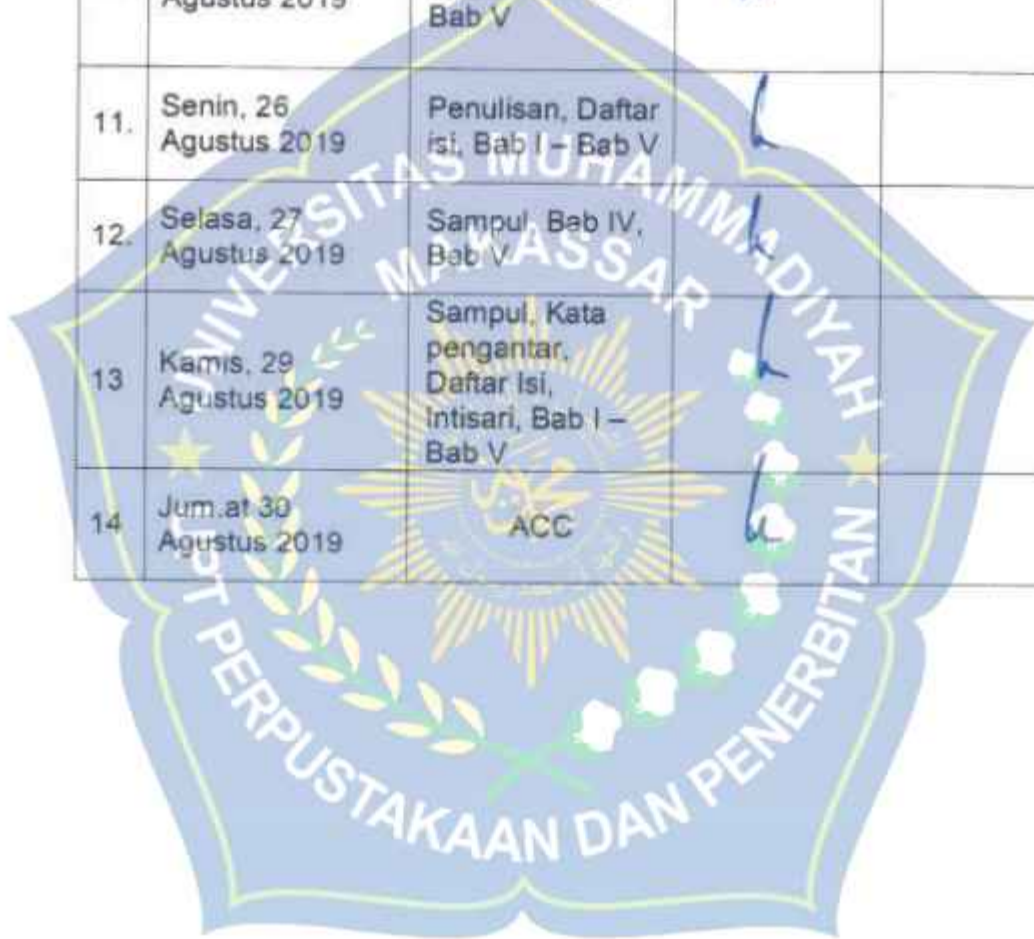 Agustus 2019
Bab V
11.
Senin, 26
Agustus 2019
Penulisan, Daftar
isi, Bab I – Bab V
12.
Selasa, 27
Agustus 2019
Sampul, Bab IV,
Bab V
13
Kamis, 29
Agustus 2019
Sampul, Kata
pengantar,
Daftar Isi,
Intisari, Bab I –
Bab V
14
Jum.at 30
Agustus 2019
ACC
UNIVERSITAS MUHAMMADIYAH
MAKASSAR
UPT PERPUSTAKAAN DAN PENERBITAN